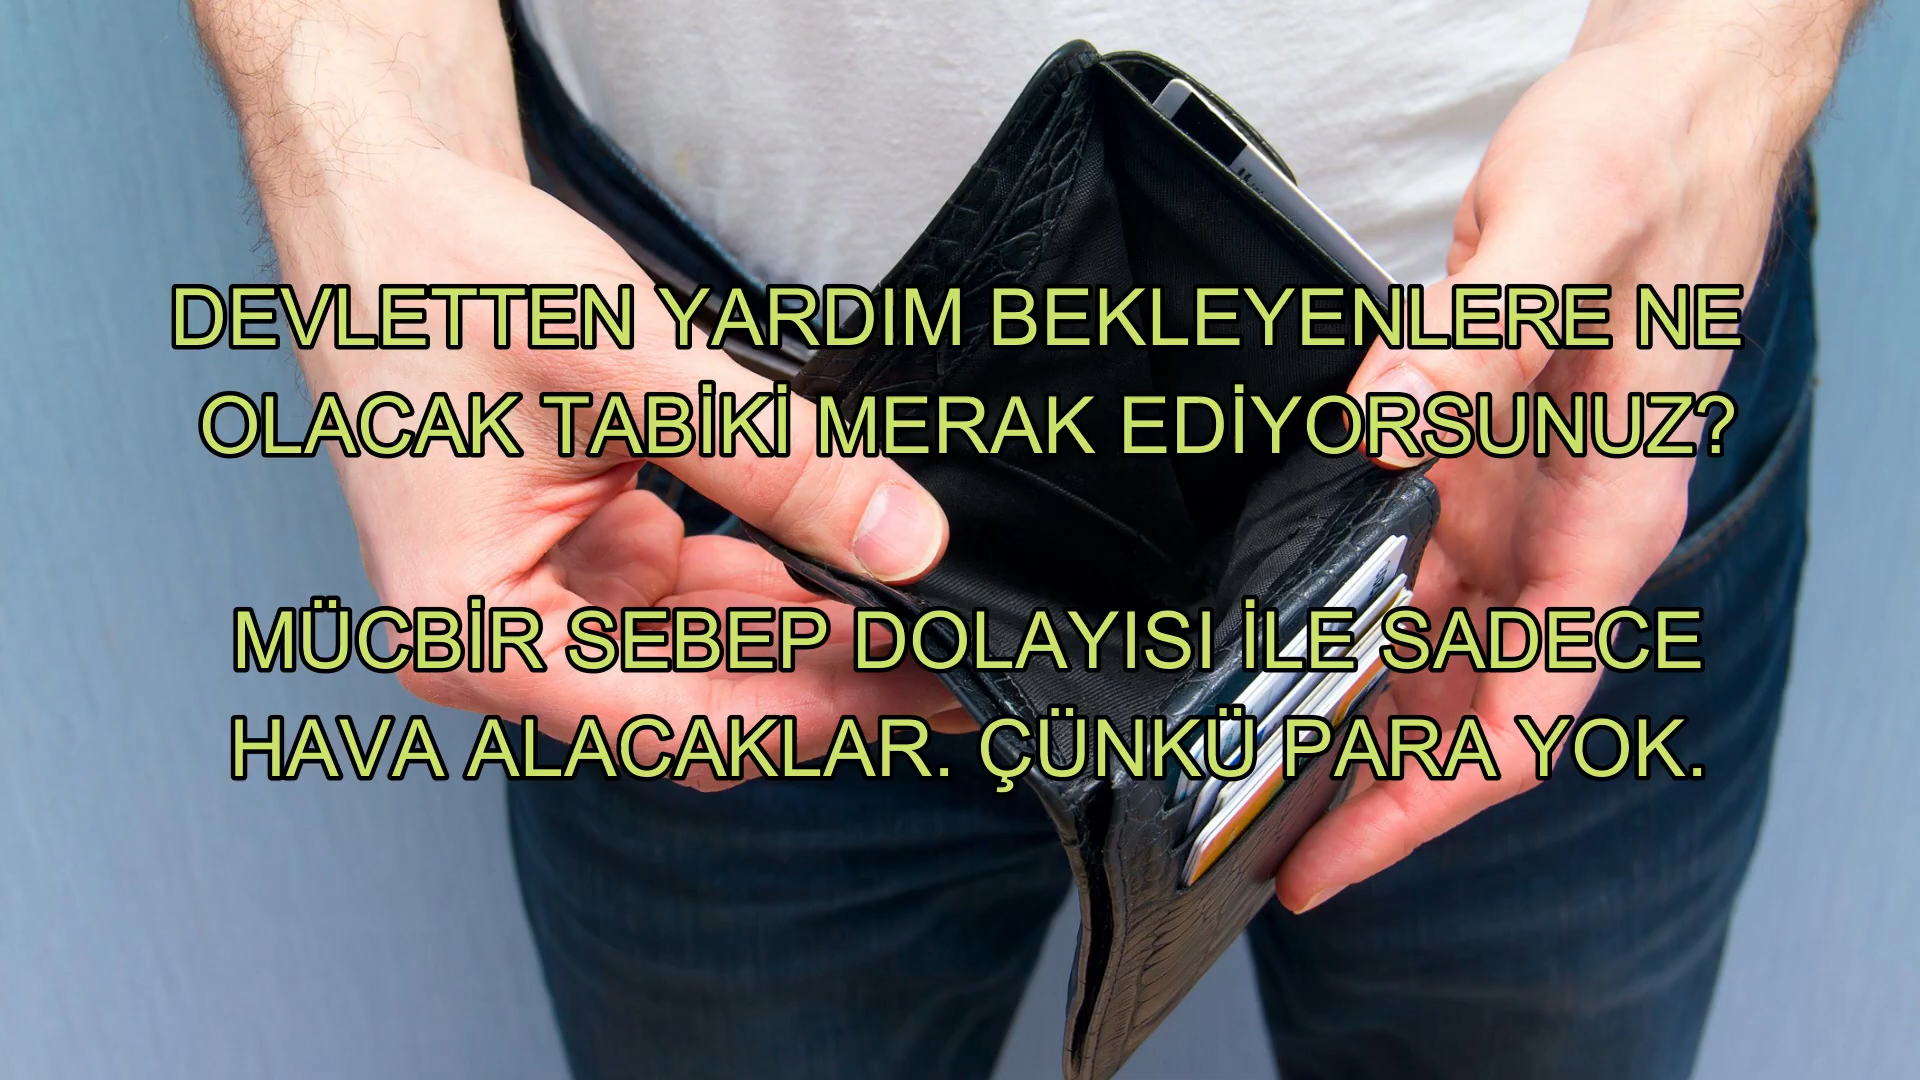 DEVLETTEN YARDIM BEKLEYENLERE NE
OLACAK TABİKİ MERAK EDİYORSUNUZ?
MÜCBİR SEBEP DOLAYISI İLE SADECE
HAVA ALACAKLAR. ÇÜNKÜ PARA YOK.